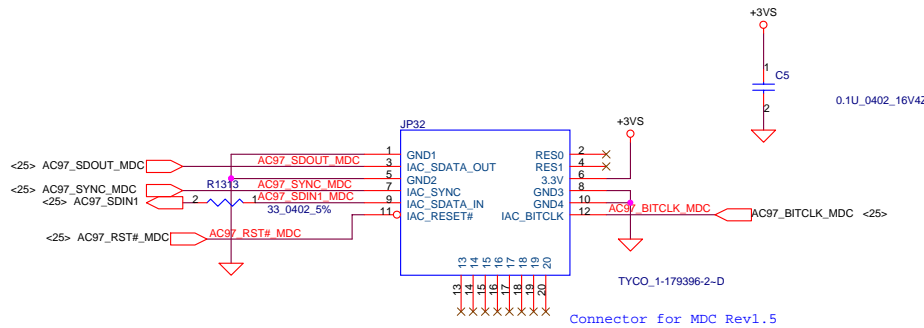 +3VS
1
C5
2
0.1U_0402_16V4Z
+3VS
JP32
1 GND1 RES0 2
<25> AC97_SDOUT_MDC AC97_SDOUT_MDC 3 IAC_SDATA_OUT RES1 4
5 GND2 3.3V 6
<25> AC97_SYNC_MDC AC97_SYNC_MDC 7 IAC_SYNC GND3 8
<25> AC97_SDIN1 2 R1313 1 AC97_SDIN1_MDC 9 IAC_SDATA_IN GND4 10
33_0402_5%
11 IAC_RESET# IAC_BITCLK 12 AC97_BITCLK_MDC AC97_BITCLK_MDC <25>
<25> AC97_RST#_MDC AC97_RST#_MDC
13 14 15 16 17 18 19 20
13 14 15 16 17 18 19 20
TYCO_1-179396-2~D
Connector for MDC Rev1.5